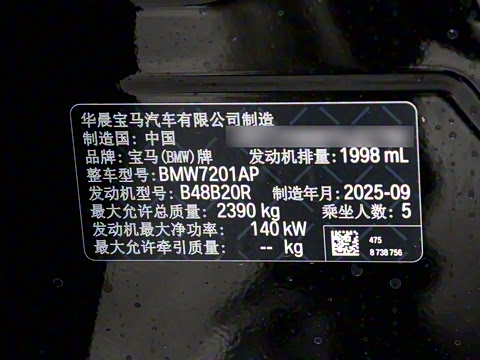 华晨宝马汽车有限公司制造
制造国: 中国
品牌: 宝马(BMW)牌 发动机排量: 1998 mL
整车型号: BMW7201AP
发动机型号: B48B20R 制造年月: 2025-09
最大允许总质量: 2390 kg 乘坐人数: 5
发动机最大净功率: 140 kW
最大允许牵引质量: -- kg
475
8 738 756